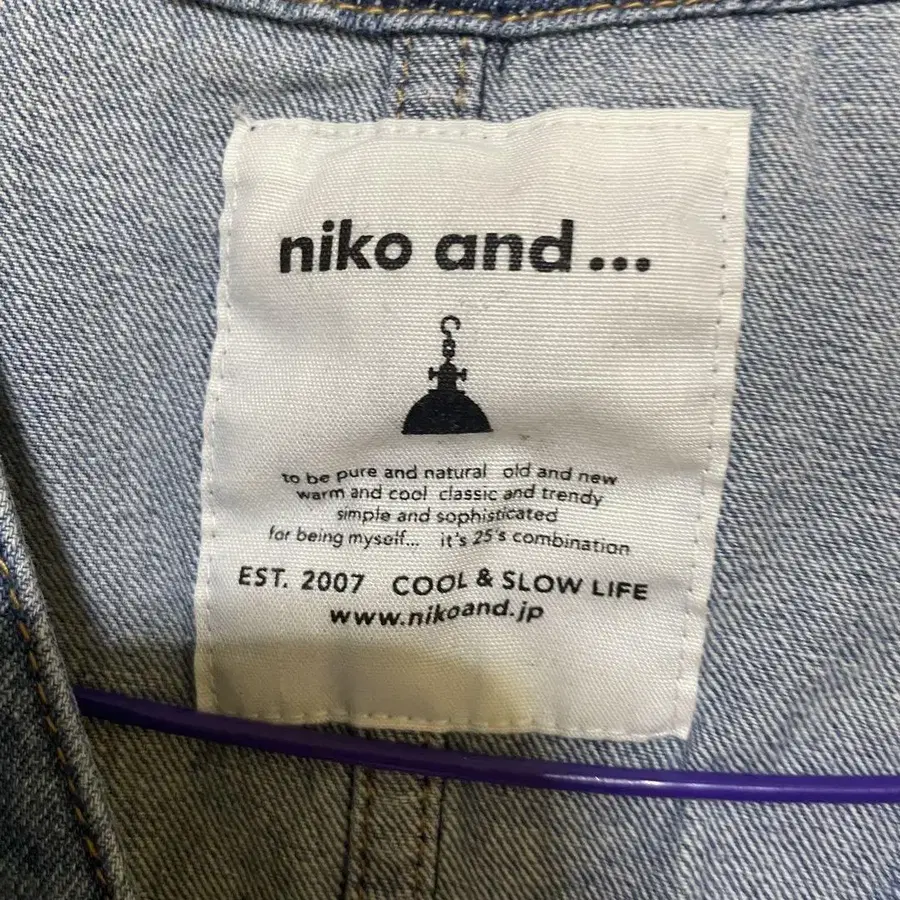 niko and...
to be pure and natural old and new
warm and cool classic and trendy
simple and sophisticated
for being myself... it's 25's combination
EST. 2007 COOL & SLOW LIFE
www.nikoand.jp